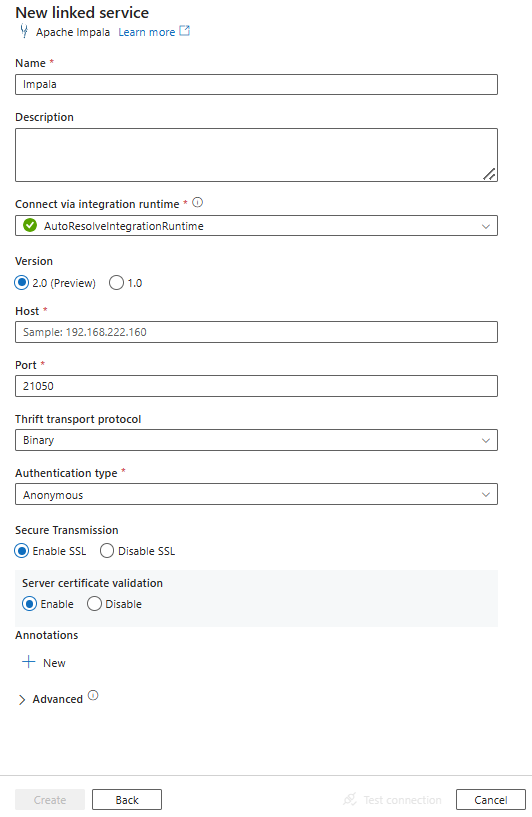 New linked service
Apache Impala Learn more
Name *
Impala
Description
Connect via integration runtime *
AutoResolveIntegrationRuntime
Version
2.0 (Preview) 1.0
Host *
Sample: 192.168.222.160
Port *
21050
Thrift transport protocol
Binary
Authentication type *
Anonymous
Secure Transmission
Enable SSL Disable SSL
Server certificate validation
Enable Disable
Annotations
New
Advanced
Create Back Test connection Cancel